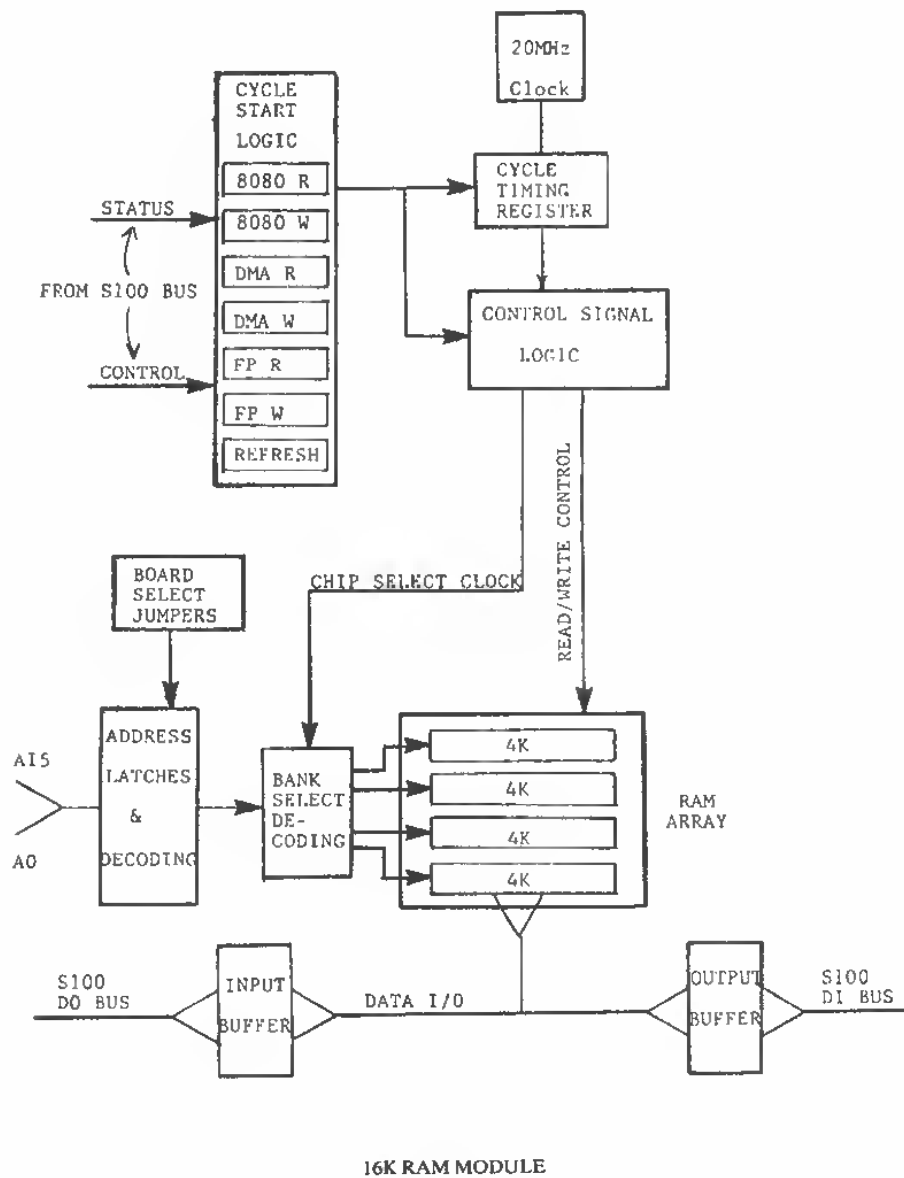 20MHz
Clock
CYCLE
START
LOGIC
8080 R
8080 W
DMA R
DMA W
FP R
FP W
REFRESH
STATUS
FROM S100 BUS
CONTROL
CYCLE
TIMING
REGISTER
CONTROL SIGNAL
LOGIC
READ/WRITE CONTROL
CHIP SELECT CLOCK
BOARD
SELECT
JUMPERS
AI5
A0
ADDRESS
LATCHES
&
DECODING
BANK
SELECT
DE-
CODING
4K
4K
4K
4K
RAM
ARRAY
S100
DO BUS
INPUT
BUFFER
DATA I/O
OUTPUT
BUFFER
S100
DI BUS
16K RAM MODULE